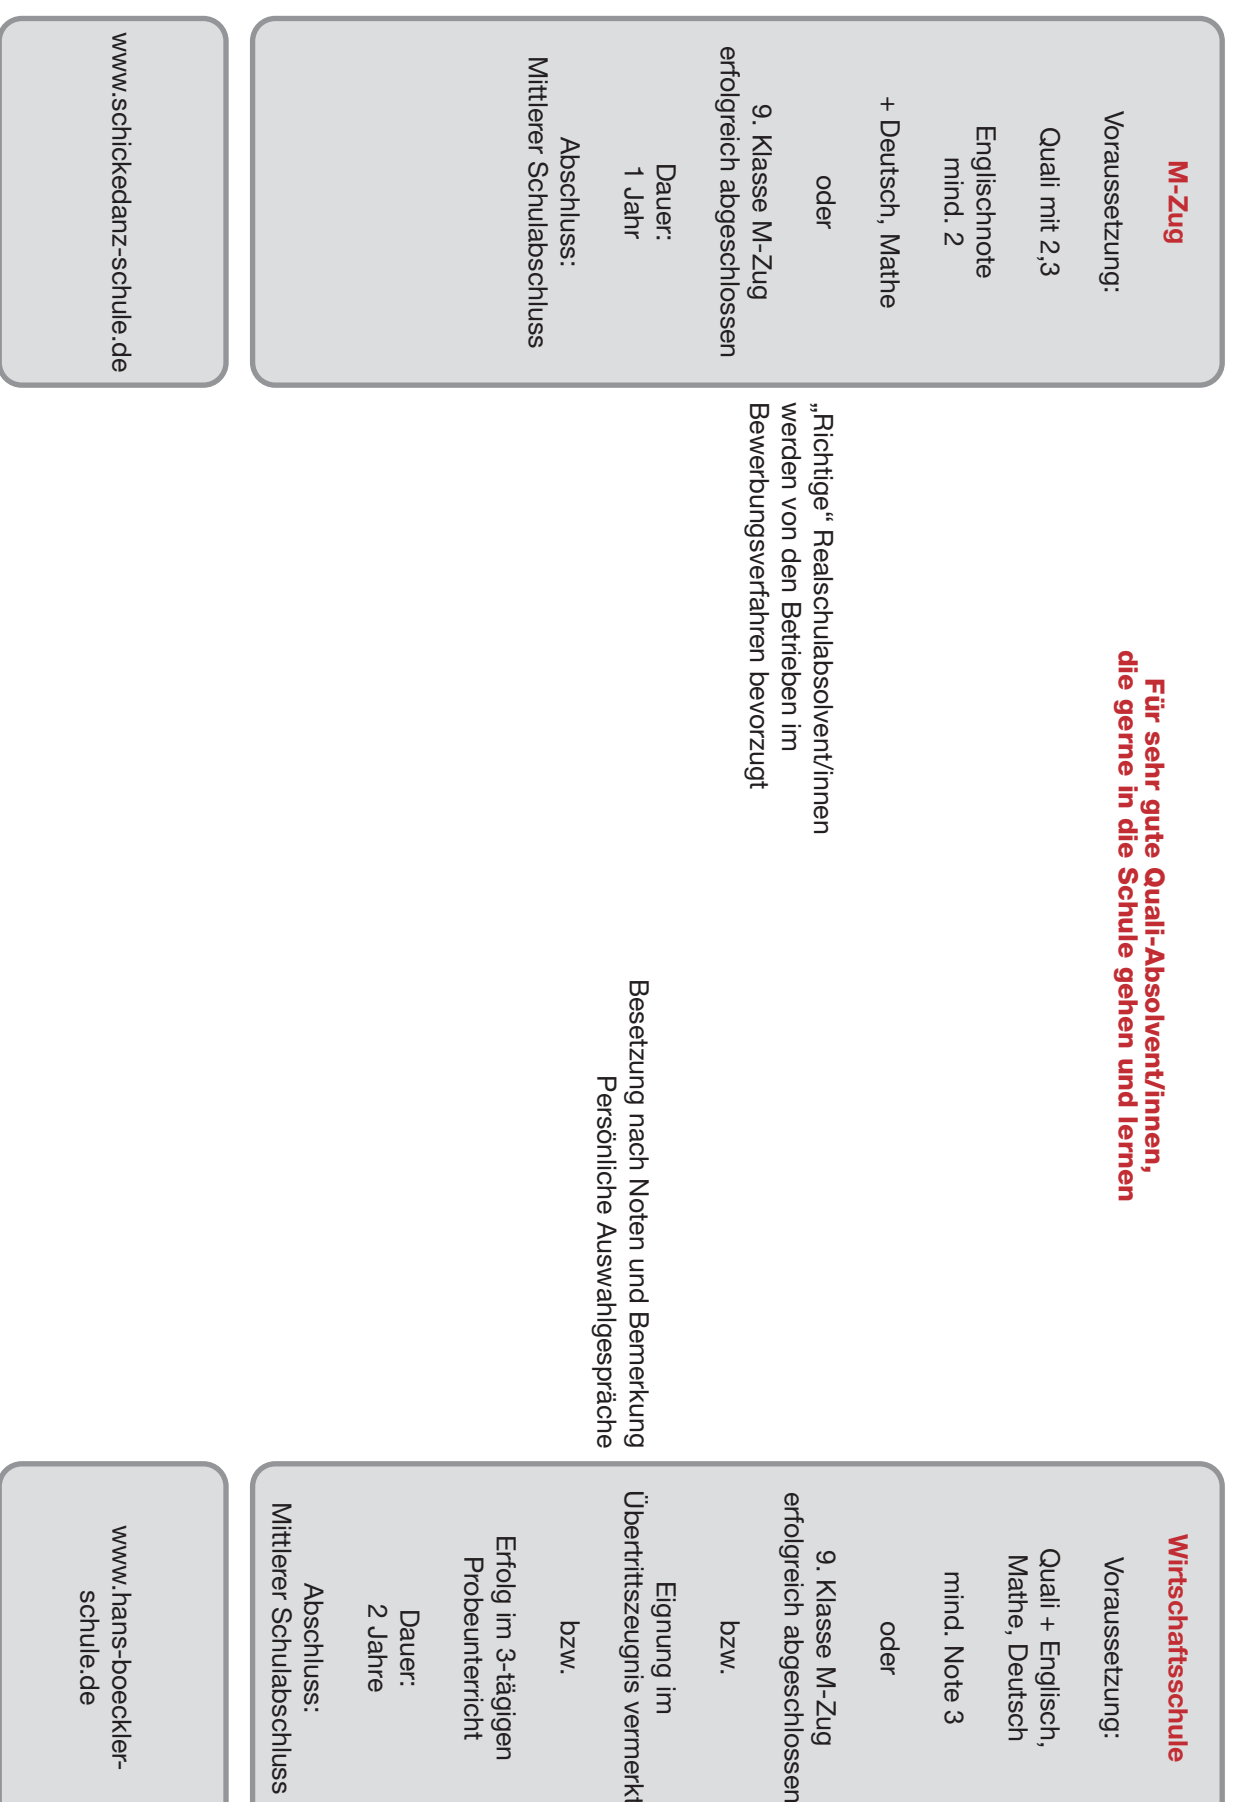 Für sehr gute Quali-Absolvent/innen,
die gerne in die Schule gehen und lernen
M-Zug
Voraussetzung:
Quali mit 2,3
Englischnote
mind. 2
+ Deutsch, Mathe
oder
9. Klasse M-Zug
erfolgreich abgeschlossen
Dauer:
1 Jahr
Abschluss:
Mittlerer Schulabschluss
www.schickedanz-schule.de
„Richtige“ Realschulabsolvent/innen
werden von den Betrieben im
Bewerbungsverfahren bevorzugt
Besetzung nach Noten und Bemerkung
Persönliche Auswahlgespräche
Wirtschaftsschule
Voraussetzung:
Quali + Englisch,
Mathe, Deutsch
mind. Note 3
oder
9. Klasse M-Zug
erfolgreich abgeschlossen
bzw.
Eignung im
Übertrittszeugnis vermerkt
bzw.
Erfolg im 3-tägigen
Probeunterricht
Dauer:
2 Jahre
Abschluss:
Mittlerer Schulabschluss
www.hans-boeckler-
schule.de